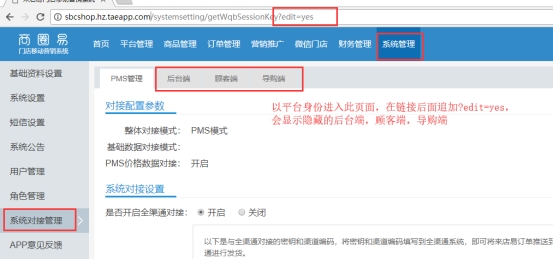 sbcshop.hz.taeapp.com/systemsetting/getWqbSessionKey?edit=yes
商圈易
门店移动营销系统
首页 平台管理 商品管理 订单管理 营销推广 微信门店 财务管理 系统管理
基础资料设置
系统设置
短信设置
系统公告
用户管理
角色管理
系统对接管理
APP意见反馈
PMS管理 后台端 顾客端 导购端
对接配置参数
以平台身份进入此页面，在链接后面追加?edit=yes,
会显示隐藏的后台端，顾客端，导购端
整体对接模式： PMS模式
基础数据对接模式：
PMS价格数据对接： 开启
系统对接设置
是否开启全渠通对接： 开启 关闭
以下是与全渠通对接的密钥和渠道编码，将密钥和渠道编码填写到全渠通系统，即可将来店易订单推送到
通进行发货。